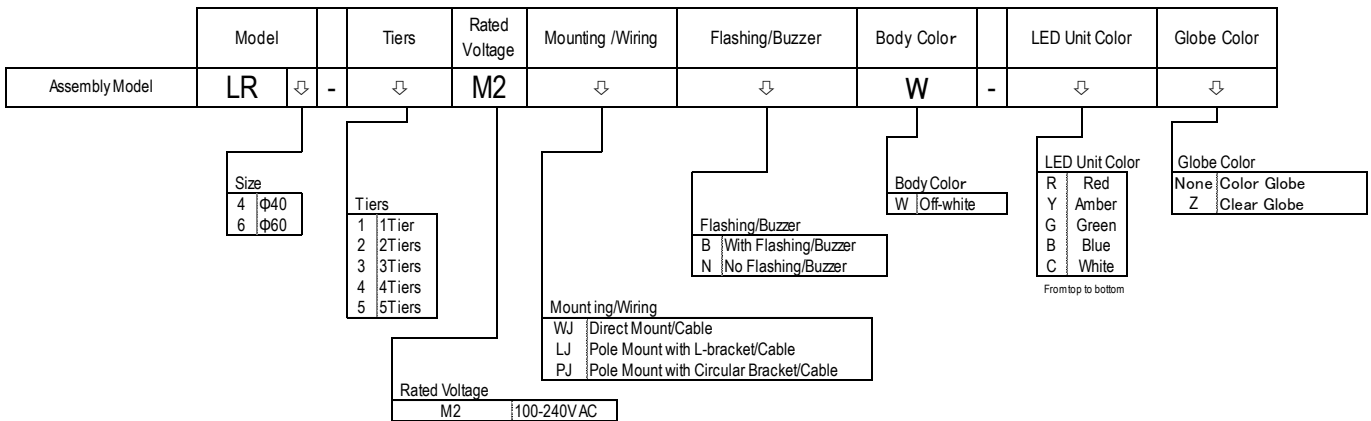 Model Tiers Rated Voltage Mounting /Wiring Flashing/Buzzer Body Color LED Unit Color Globe Color
Assembly Model LR ⇩ - ⇩ M2 ⇩ ⇩ W - ⇩ ⇩
Size
4 Φ40
6 Φ60
Tiers
1 1Tier
2 2Tiers
3 3Tiers
4 4Tiers
5 5Tiers
Rated Voltage
M2 100-240V AC
Mounting/Wiring
WJ Direct Mount/Cable
LJ Pole Mount with L-bracket/Cable
PJ Pole Mount with Circular Bracket/Cable
Flashing/Buzzer
B With Flashing/Buzzer
N No Flashing/Buzzer
Body Color
W Off-white
LED Unit Color
R Red
Y Amber
G Green
B Blue
C White
From top to bottom
Globe Color
None Color Globe
Z Clear Globe